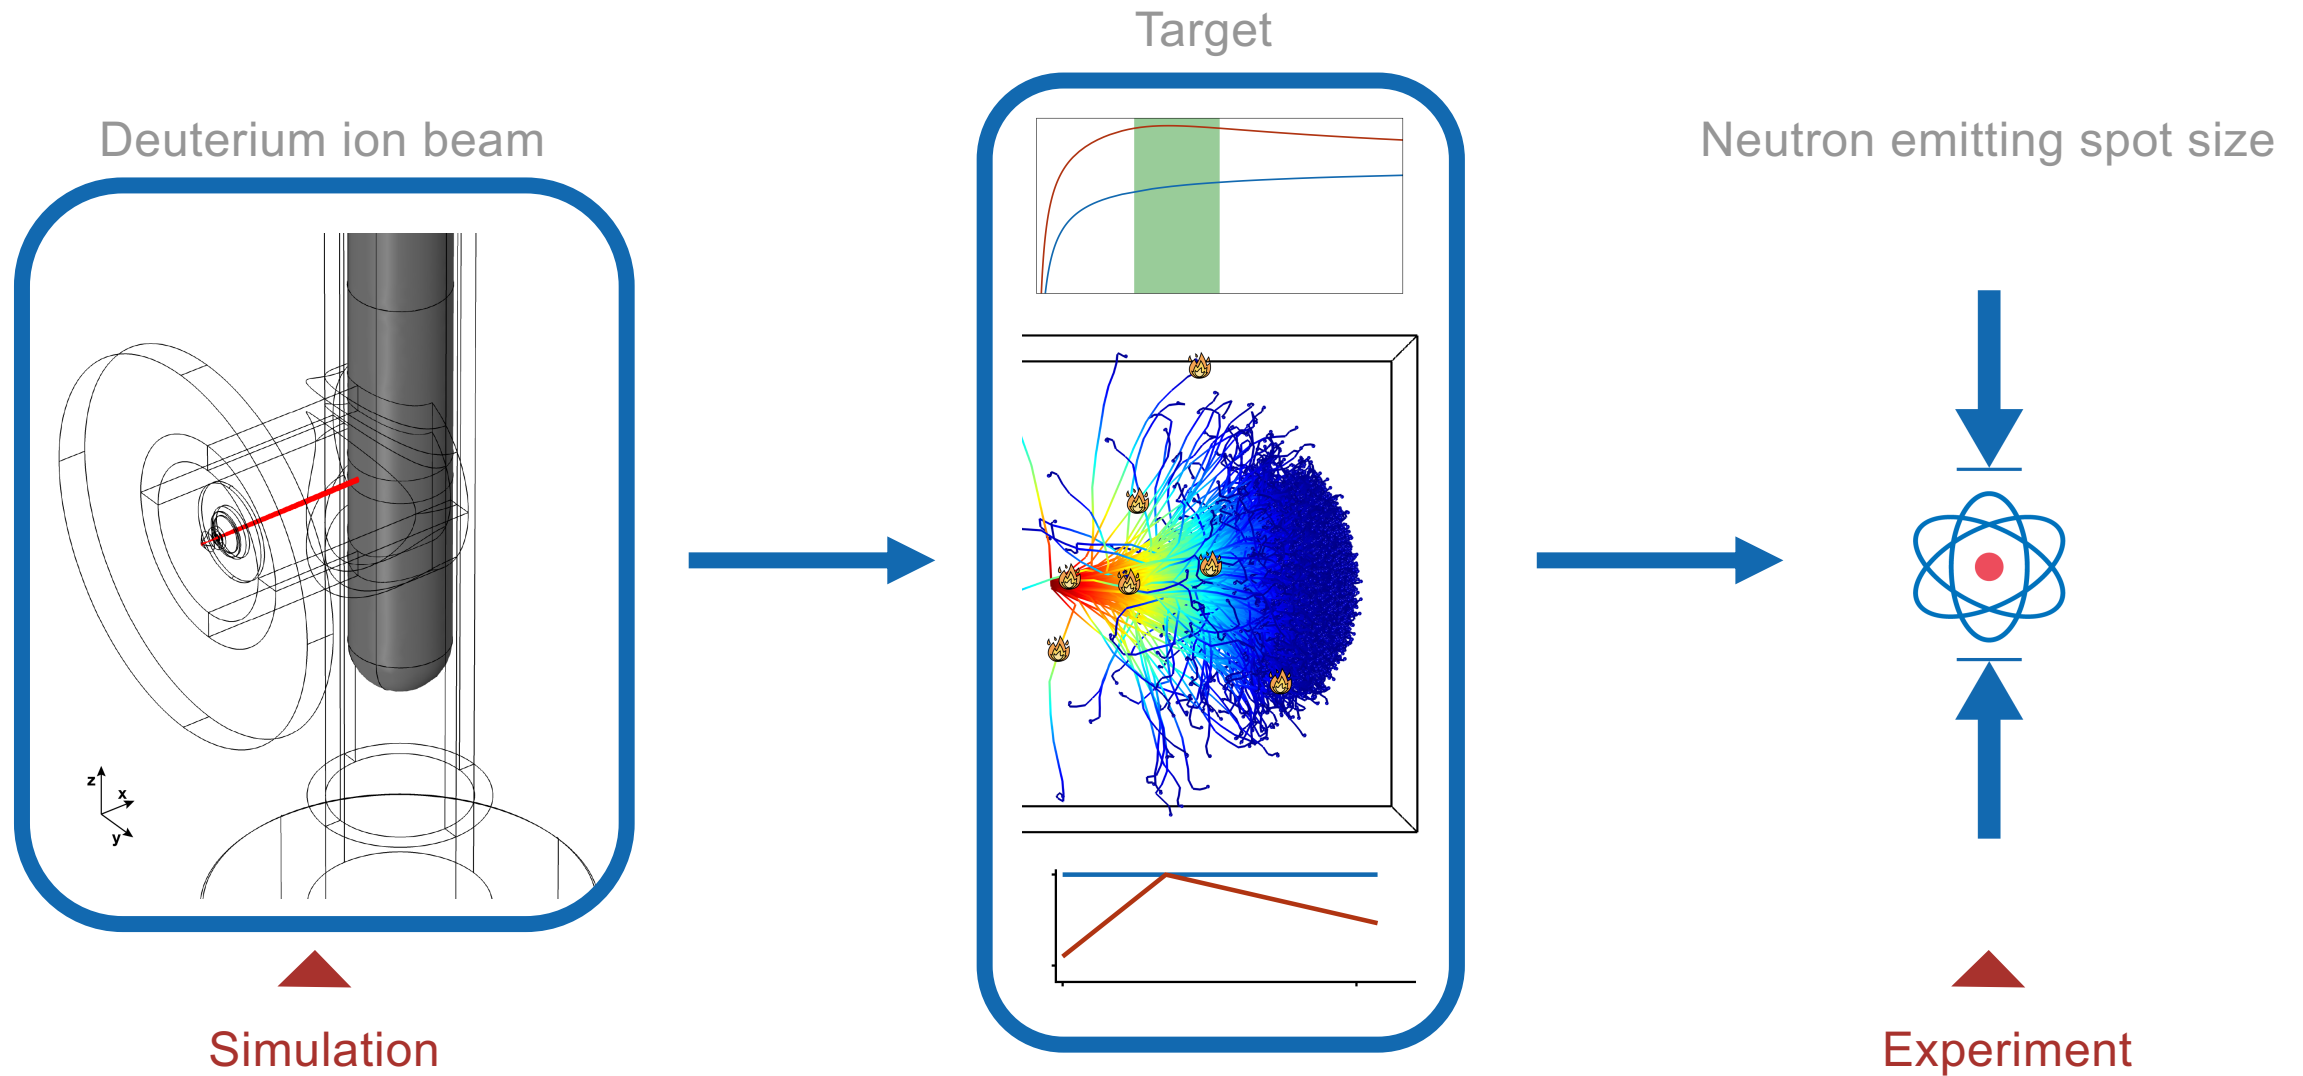 Target
Deuterium ion beam
Neutron emitting spot size
z
x
y
Simulation
Experiment